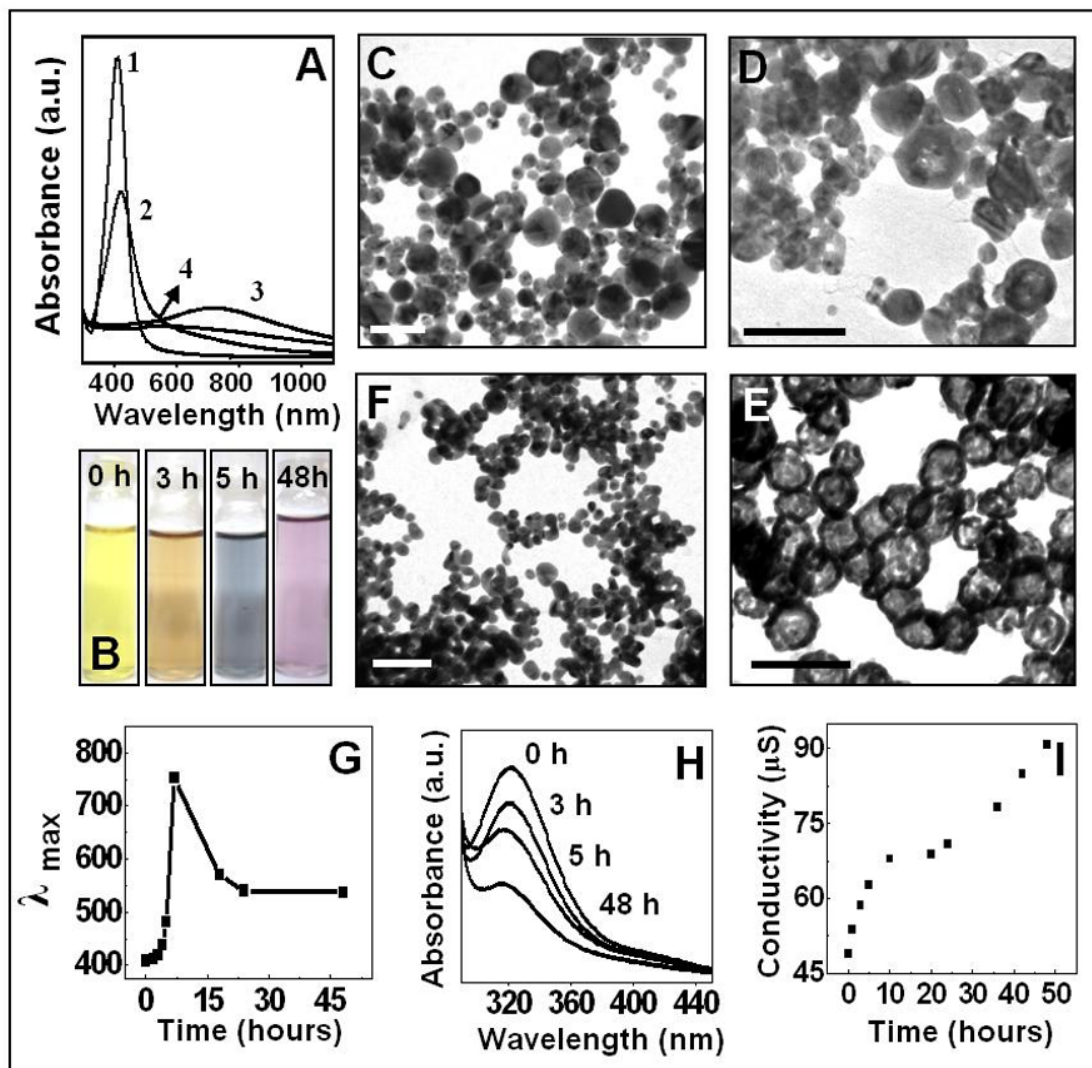 A
Absorbance (a.u.)
1
2
4
3
400 600 800 1000
Wavelength (nm)
C
D
0 h 3 h 5 h 48h
B
F
E
G
800
700
600
500
400
λ max
0 15 30 45
Time (hours)
H
Absorbance (a.u.)
0 h
3 h
5 h
48 h
320 360 400 440
Wavelength (nm)
I
Conductivity (μS)
90
75
60
45
0 10 20 30 40 50
Time (hours)